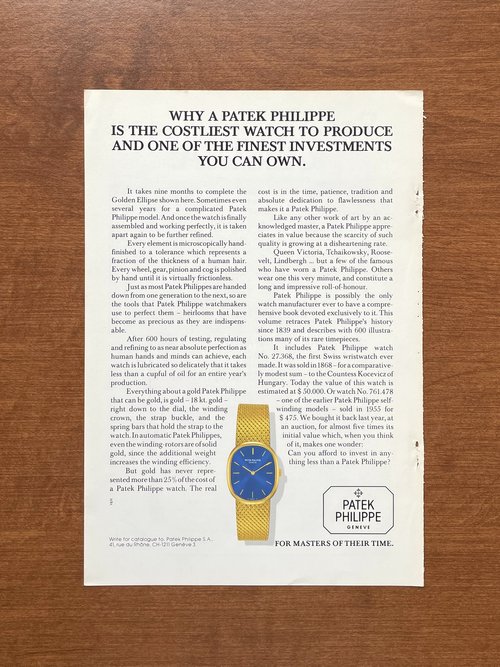 WHY A PATEK PHILIPPE
IS THE COSTLIEST WATCH TO PRODUCE
AND ONE OF THE FINEST INVESTMENTS
YOU CAN OWN.
It takes nine months to complete the
Golden Ellipse shown here. Sometimes even
several years for a complicated Patek
Philippe model. And once the watch is finally
assembled and working perfectly, it is taken
apart again to be further refined.
Every element is microscopically hand-
finished to a tolerance which represents a
fraction of the thickness of a human hair.
Every wheel, gear, pinion and cog is polished
by hand until it is virtually frictionless.
Just as most Patek Philippes are handed
down from one generation to the next, so are
the tools that Patek Philippe watchmakers
use to perfect them – heirlooms that have
become as precious as they are indispens-
able.
After 600 hours of testing, regulating
and refining to as near absolute perfection as
human hands and minds can achieve, each
watch is lubricated so delicately that it takes
less than a cupful of oil for an entire year's
production.
Everything about a gold Patek Philippe
that can be gold, is gold – 18 kt. gold –
right down to the dial, the winding
crown, the strap buckle, and the
spring bars that hold the strap to the
watch. In automatic Patek Philippes,
even the winding-rotors are of solid
gold, since the additional weight
increases the winding efficiency.
But gold has never repre-
sented more than 25% of the cost of
a Patek Philippe watch. The real
cost is in the time, patience, tradition and
absolute dedication to flawlessness that
makes it a Patek Philippe.
Like any other work of art by an ac-
knowledged master, a Patek Philippe appre-
ciates in value because the scarcity of such
quality is growing at a disheartening rate.
Queen Victoria, Tchaikowsky, Roose-
velt, Lindbergh ... but a few of the famous
who have worn a Patek Philippe. Others
wear one this very minute, and constitute a
long and impressive roll-of-honour.
Patek Philippe is possibly the only
watch manufacturer ever to have a compre-
hensive book devoted exclusively to it. This
volume retraces Patek Philippe's history
since 1839 and describes with 600 illustra-
tions many of its rare timepieces.
It includes Patek Philippe watch
No. 27.368, the first Swiss wristwatch ever
made. It was sold in 1868 – for a comparative-
ly modest sum – to the Countess Kocevicz of
Hungary. Today the value of this watch is
estimated at $ 50.000. Or watch No. 761.478
– one of the earlier Patek Philippe self-
winding models – sold in 1955 for
$ 475. We bought it back last year, at
an auction, for almost five times its
initial value which, when you think
of it, makes one wonder:
Can you afford to invest in any-
thing less than a Patek Philippe?
PATEK PHILIPPE
PATEK
PHILIPPE
GENEVE
Write for catalogue to: Patek Philippe S.A.,
41, rue du Rhône, CH-1211 Genève 3
FOR MASTERS OF THEIR TIME.